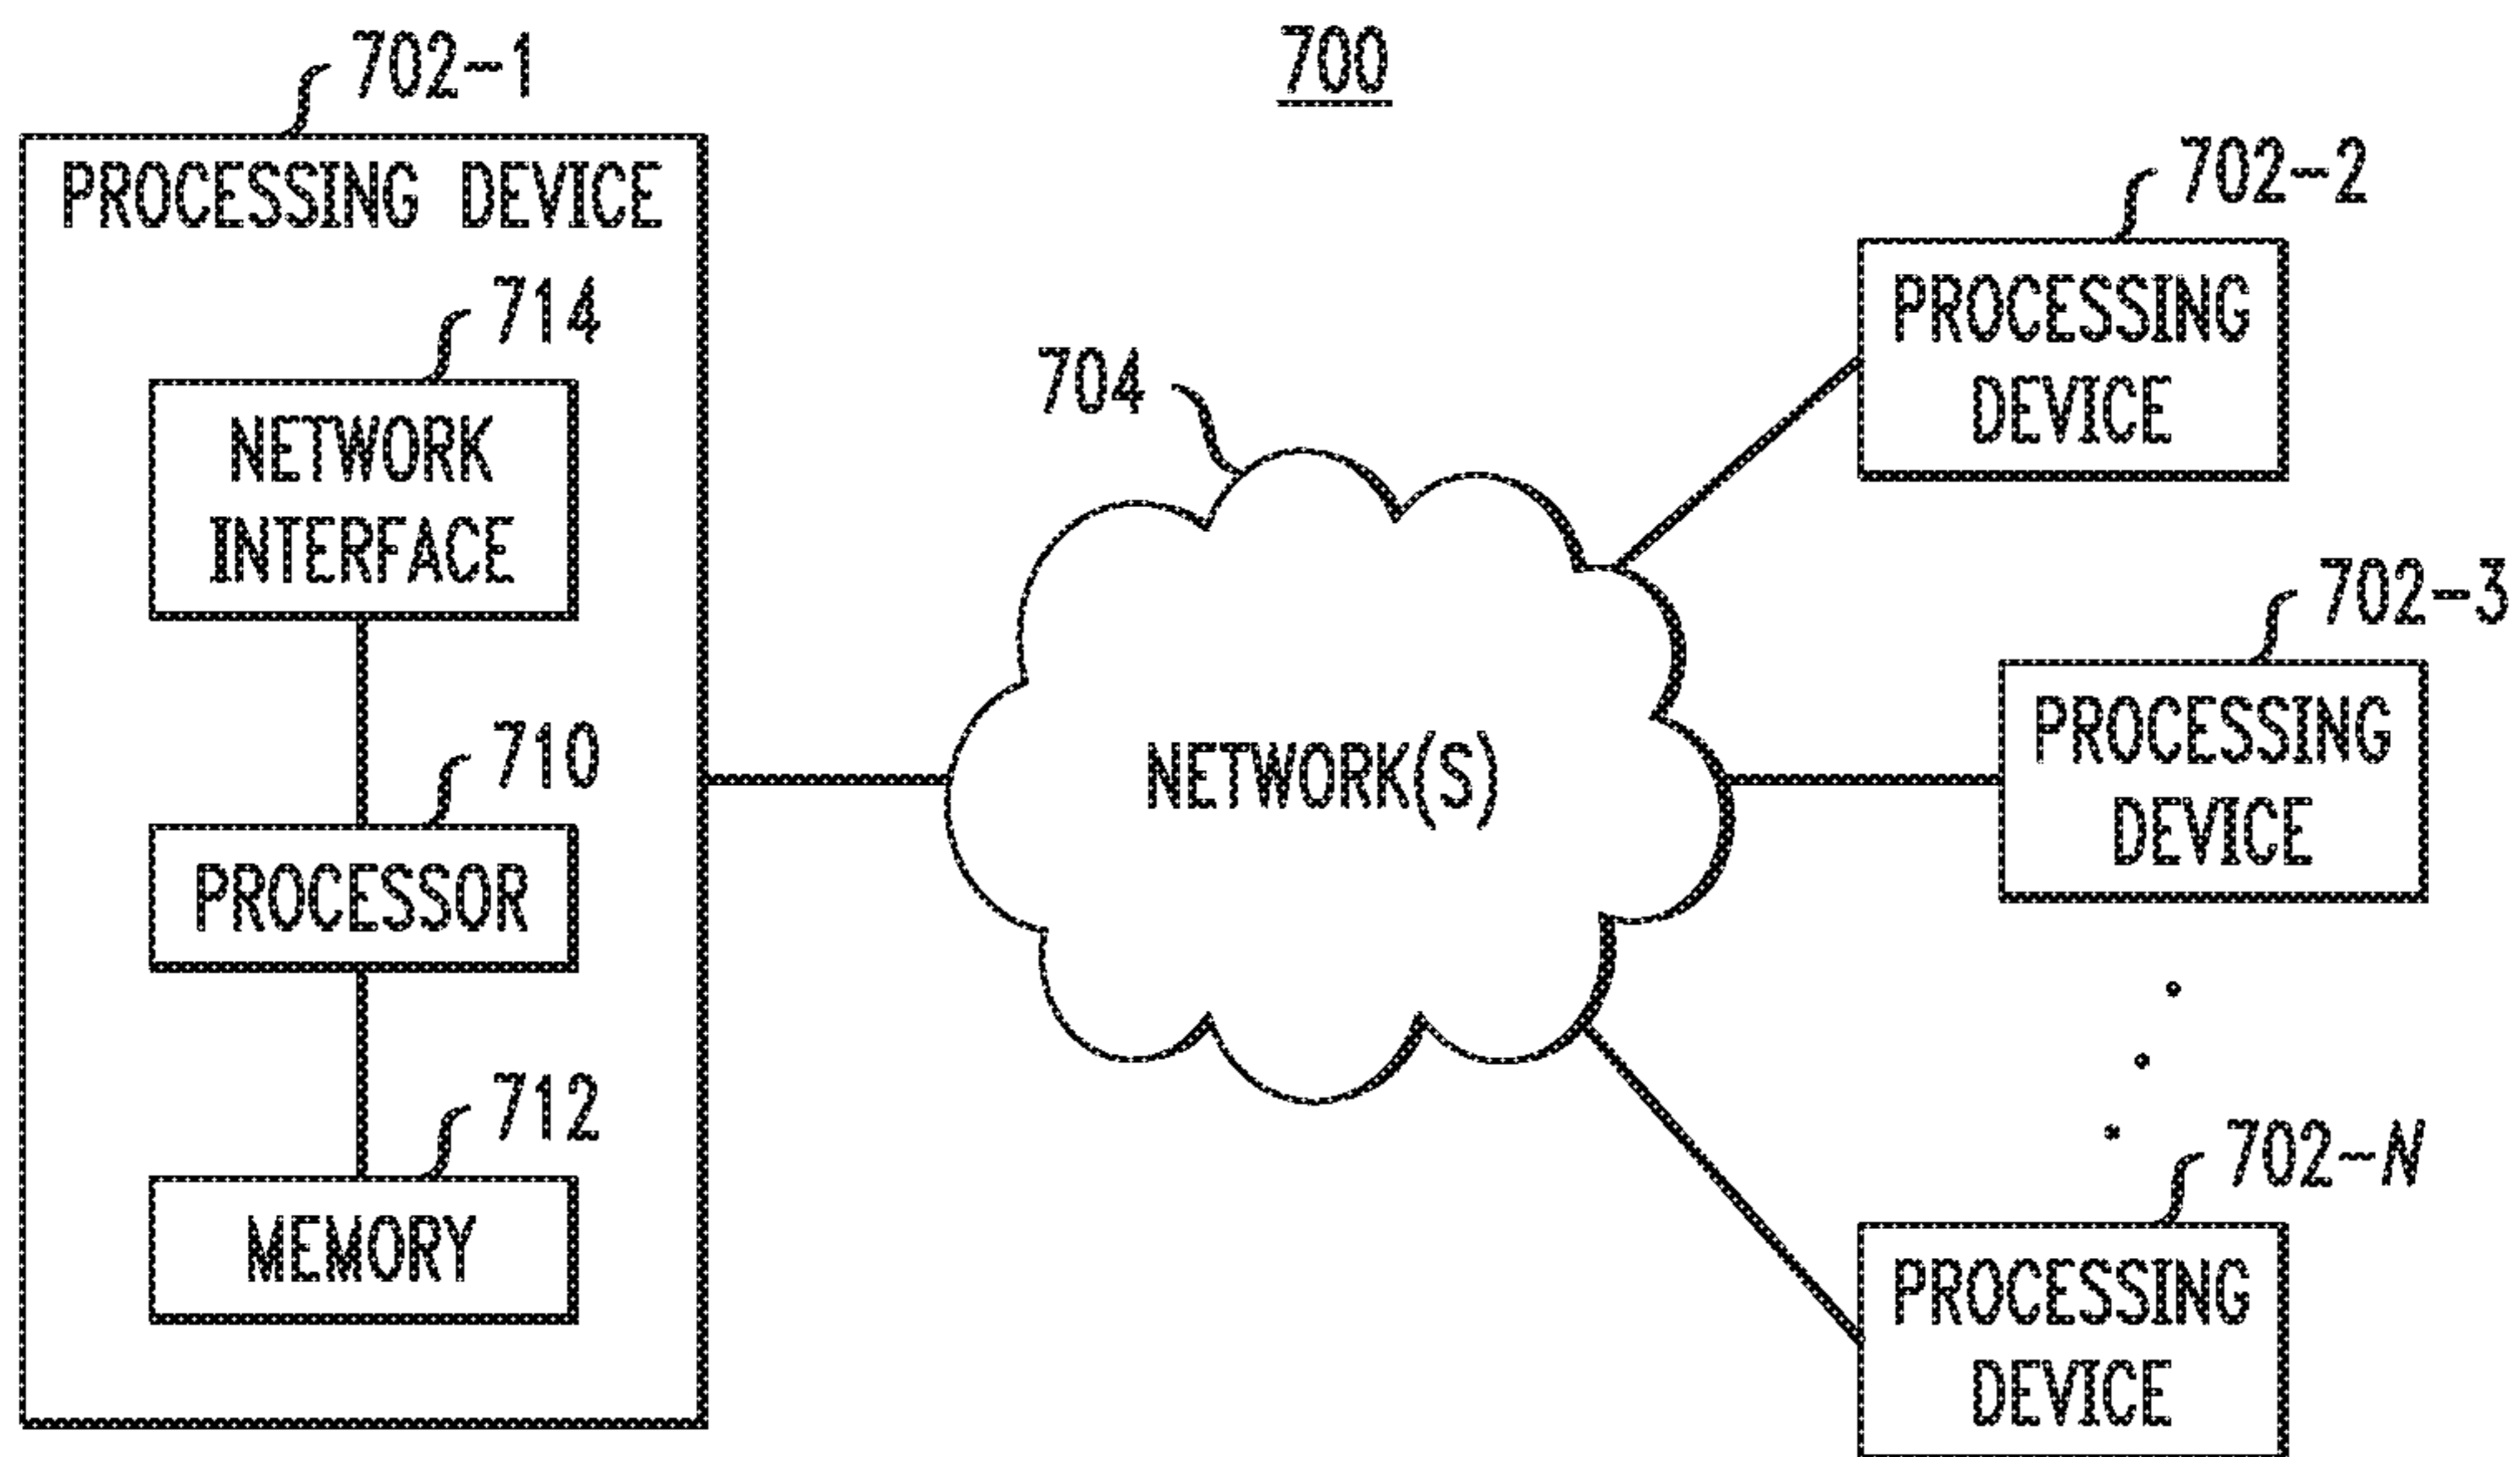 700
702-1
PROCESSING DEVICE
714
NETWORK
INTERFACE
710
PROCESSOR
712
MEMORY
704
NETWORK(S)
702-2
PROCESSING
DEVICE
702-3
PROCESSING
DEVICE
702-N
PROCESSING
DEVICE